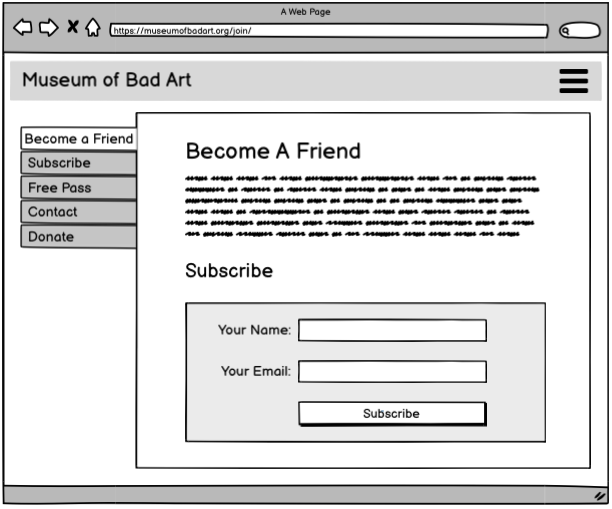 A Web Page
https://museumofbadart.org/join/
Museum of Bad Art
Become a Friend
Subscribe
Free Pass
Contact
Donate
Become A Friend
Subscribe
Your Name:
Your Email:
Subscribe